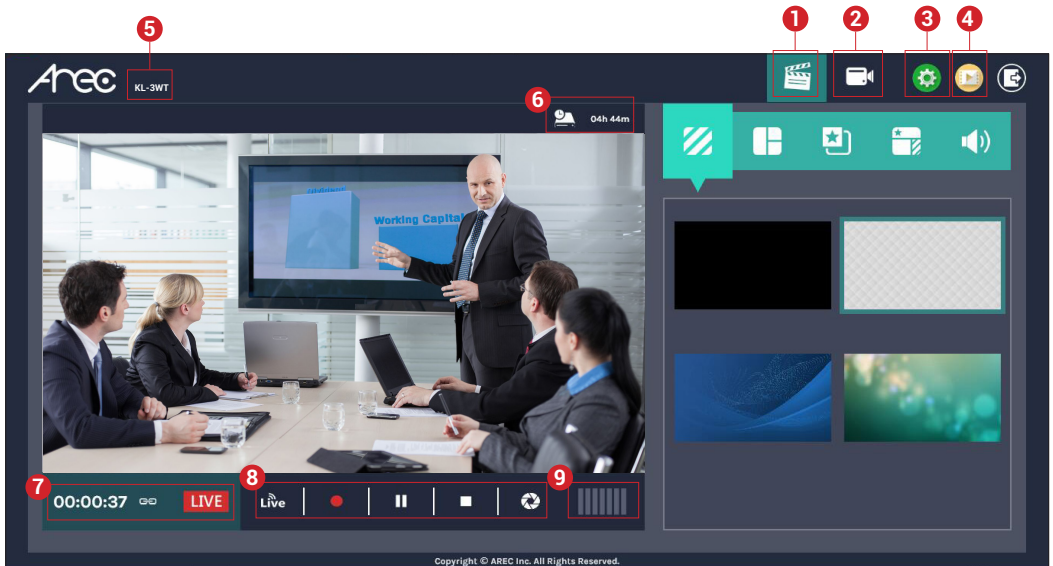 5
1
2
3
4
Arec
KL-3WT
6
04h 44m
Working Capital
7
8
9
00:00:37
LIVE
Live
Copyright © AREC Inc. All Rights Reserved.